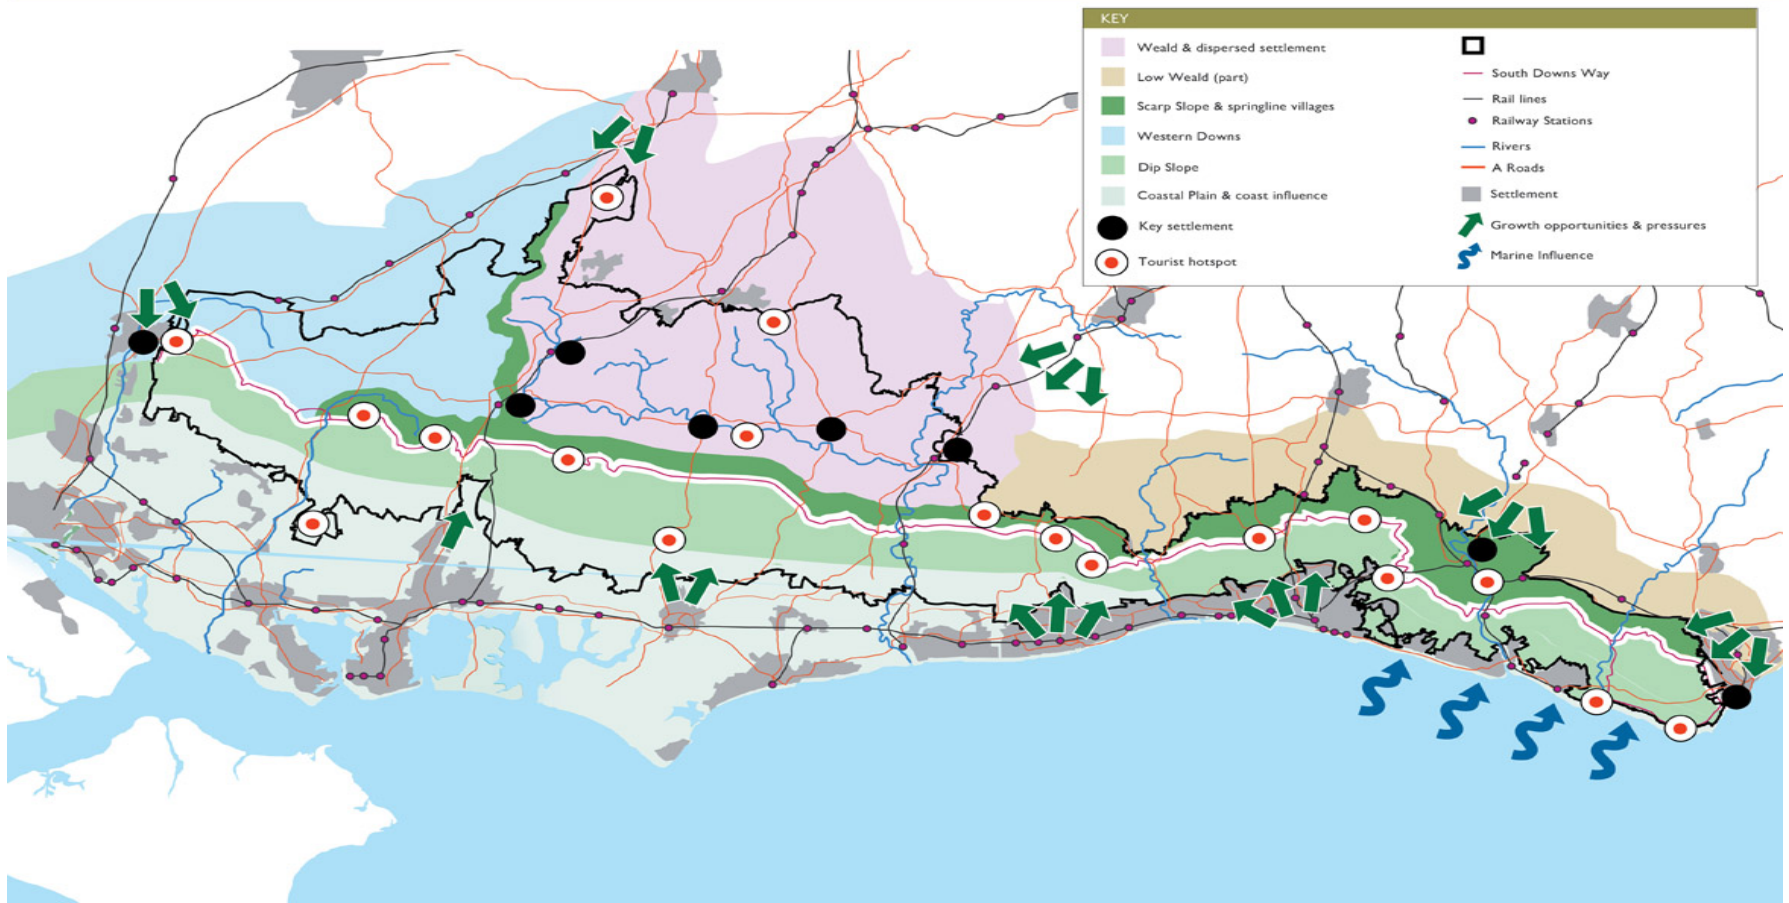 KEY
Weald & dispersed settlement
Low Weald (part)
Scarp Slope & springline villages
Western Downs
Dip Slope
Coastal Plain & coast influence
Key settlement
Tourist hotspot
South Downs Way
Rail lines
Railway Stations
Rivers
A Roads
Settlement
Growth opportunities & pressures
Marine Influence